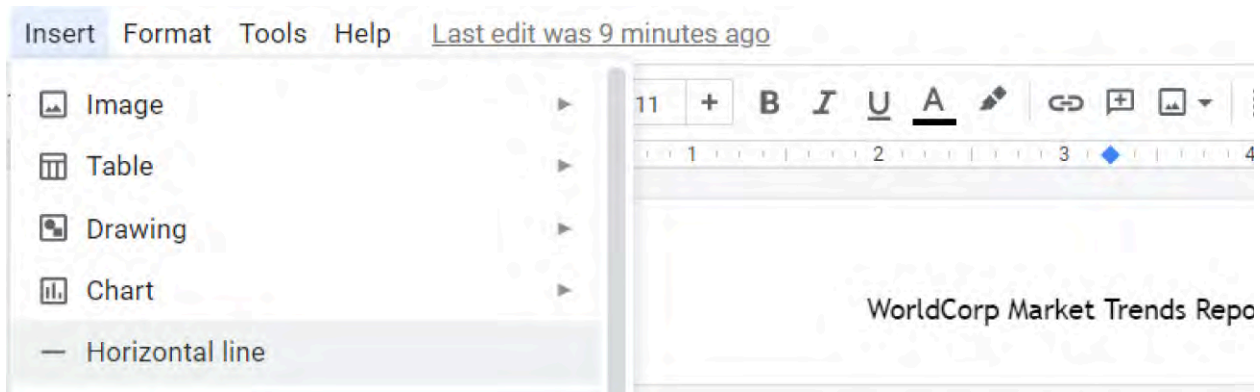 Insert Format Tools Help Last edit was 9 minutes ago
Image
11 + B I U A
Table
1 2 3 4
Drawing
Chart
WorldCorp Market Trends Repo
Horizontal line